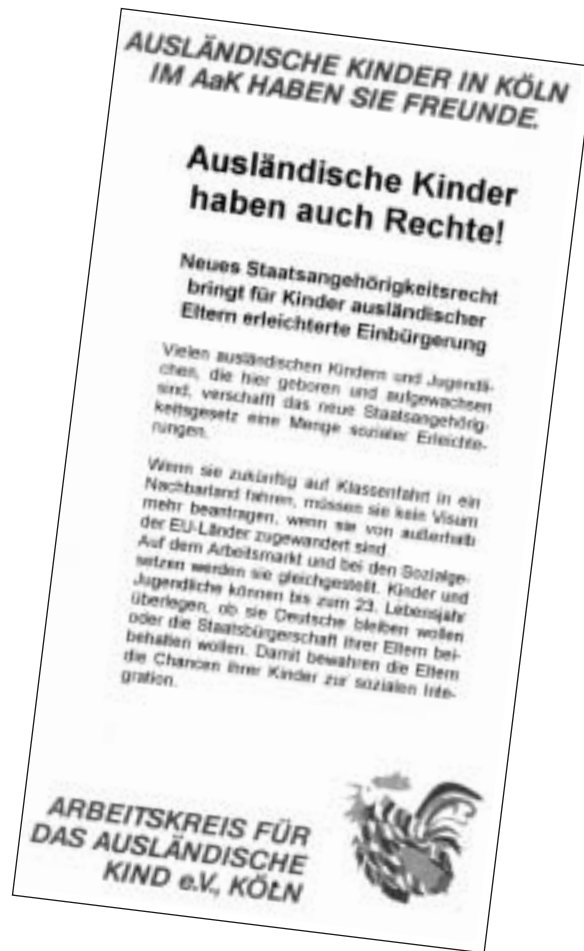 AUSLÄNDISCHE KINDER IN KÖLN
IM AaK HABEN SIE FREUNDE.
Ausländische Kinder
haben auch Rechte!
Neues Staatsangehörigkeitsrecht
bringt für Kinder ausländischer
Eltern erleichterte Einbürgerung
Vielen ausländischen Kindern und Jugendli-
chen, die hier geboren und aufgewachsen
sind, verschafft das neue Staatsangehörig-
keitsgesetz eine Menge sozialer Erleichte-
rungen.
Wenn sie zukünftig auf Klassenfahrt in ein
Nachbarland fahren, müssen sie kein Visum
mehr beantragen, wenn sie von außerhalb
der EU-Länder zugewandert sind.
Auf dem Arbeitsmarkt und bei den Sozialge-
setzen werden sie gleichgestellt. Kinder und
Jugendliche können bis zum 23. Lebensjahr
überlegen, ob sie Deutsche bleiben wollen
oder die Staatsbürgerschaft ihrer Eltern bei-
behalten wollen. Damit bewahren die Eltern
die Chancen ihrer Kinder zur sozialen Inte-
gration.
ARBEITSKREIS FÜR
DAS AUSLÄNDISCHE
KIND e.V., KÖLN